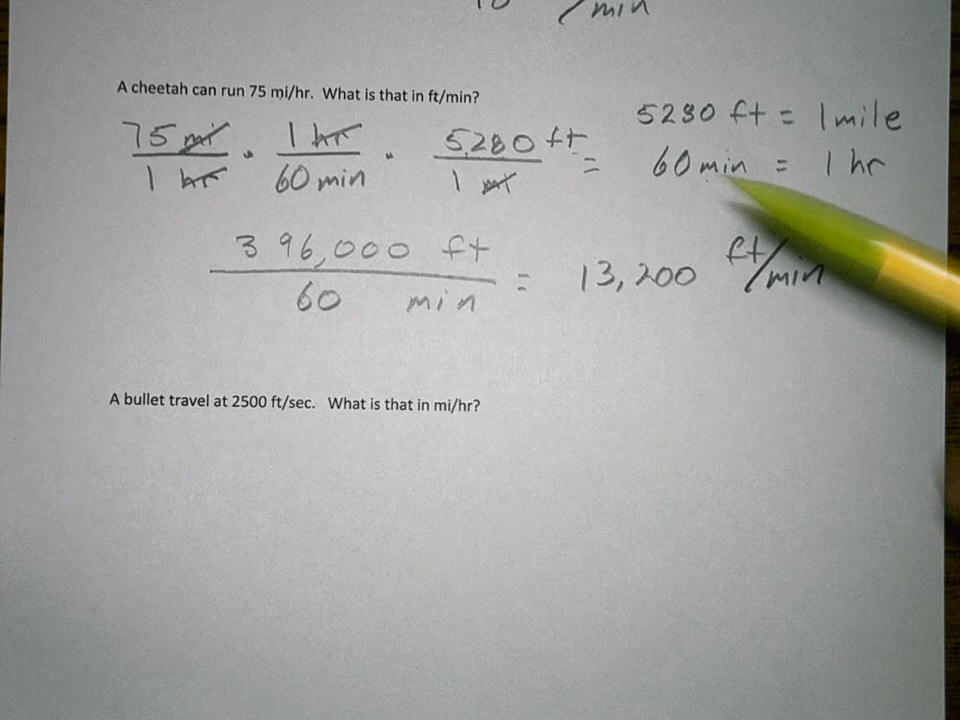 /min
A cheetah can run 75 mi/hr. What is that in ft/min?
75 mi / 1 hr · 1 hr / 60 min · 5280 ft / 1 mi =
5280 ft = 1 mile
60 min = 1 hr
396,000 ft / 60 min = 13,200 ft/min
A bullet travel at 2500 ft/sec. What is that in mi/hr?